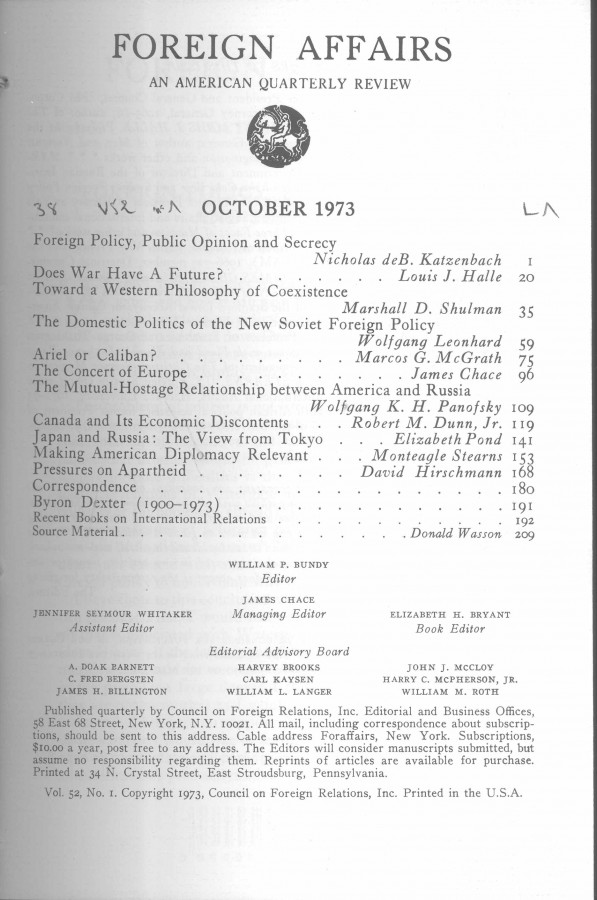 FOREIGN AFFAIRS
AN AMERICAN QUARTERLY REVIEW
38
OCTOBER 1973
Foreign Policy, Public Opinion and Secrecy
Nicholas deB. Katzenbach 1
Does War Have A Future? . . . . . . . . Louis J. Halle 20
Toward a Western Philosophy of Coexistence
Marshall D. Shulman 35
The Domestic Politics of the New Soviet Foreign Policy
Wolfgang Leonhard 59
Ariel or Caliban? . . . . . . . . . Marcos G. McGrath 75
The Concert of Europe . . . . . . . . . . . James Chace 96
The Mutual-Hostage Relationship between America and Russia
Wolfgang K. H. Panofsky 109
Canada and Its Economic Discontents . . . Robert M. Dunn, Jr. 119
Japan and Russia: The View from Tokyo . . . Elizabeth Pond 141
Making American Diplomacy Relevant . . . Monteagle Stearns 153
Pressures on Apartheid . . . . . . . . David Hirschmann 168
Correspondence . . . . . . . . . . . . . . . . . 180
Byron Dexter (1900–1973) . . . . . . . . . . . . . . 191
Recent Books on International Relations . . . . . . . . . . . . 192
Source Material . . . . . . . . . . . . . . Donald Wasson 209
WILLIAM P. BUNDY
Editor
JAMES CHACE
JENNIFER SEYMOUR WHITAKER Managing Editor ELIZABETH H. BRYANT
Assistant Editor Book Editor
Editorial Advisory Board
A. DOAK BARNETT HARVEY BROOKS JOHN J. MCCLOY
C. FRED BERGSTEN CARL KAYSEN HARRY C. MCPHERSON, JR.
JAMES H. BILLINGTON WILLIAM L. LANGER WILLIAM M. ROTH
Published quarterly by Council on Foreign Relations, Inc. Editorial and Business Offices,
58 East 68 Street, New York, N.Y. 10021. All mail, including correspondence about subscrip-
tions, should be sent to this address. Cable address Foraffairs, New York. Subscriptions,
$10.00 a year, post free to any address. The Editors will consider manuscripts submitted, but
assume no responsibility regarding them. Reprints of articles are available for purchase.
Printed at 34 N. Crystal Street, East Stroudsburg, Pennsylvania.
Vol. 52, No. 1. Copyright 1973, Council on Foreign Relations, Inc. Printed in the U.S.A.